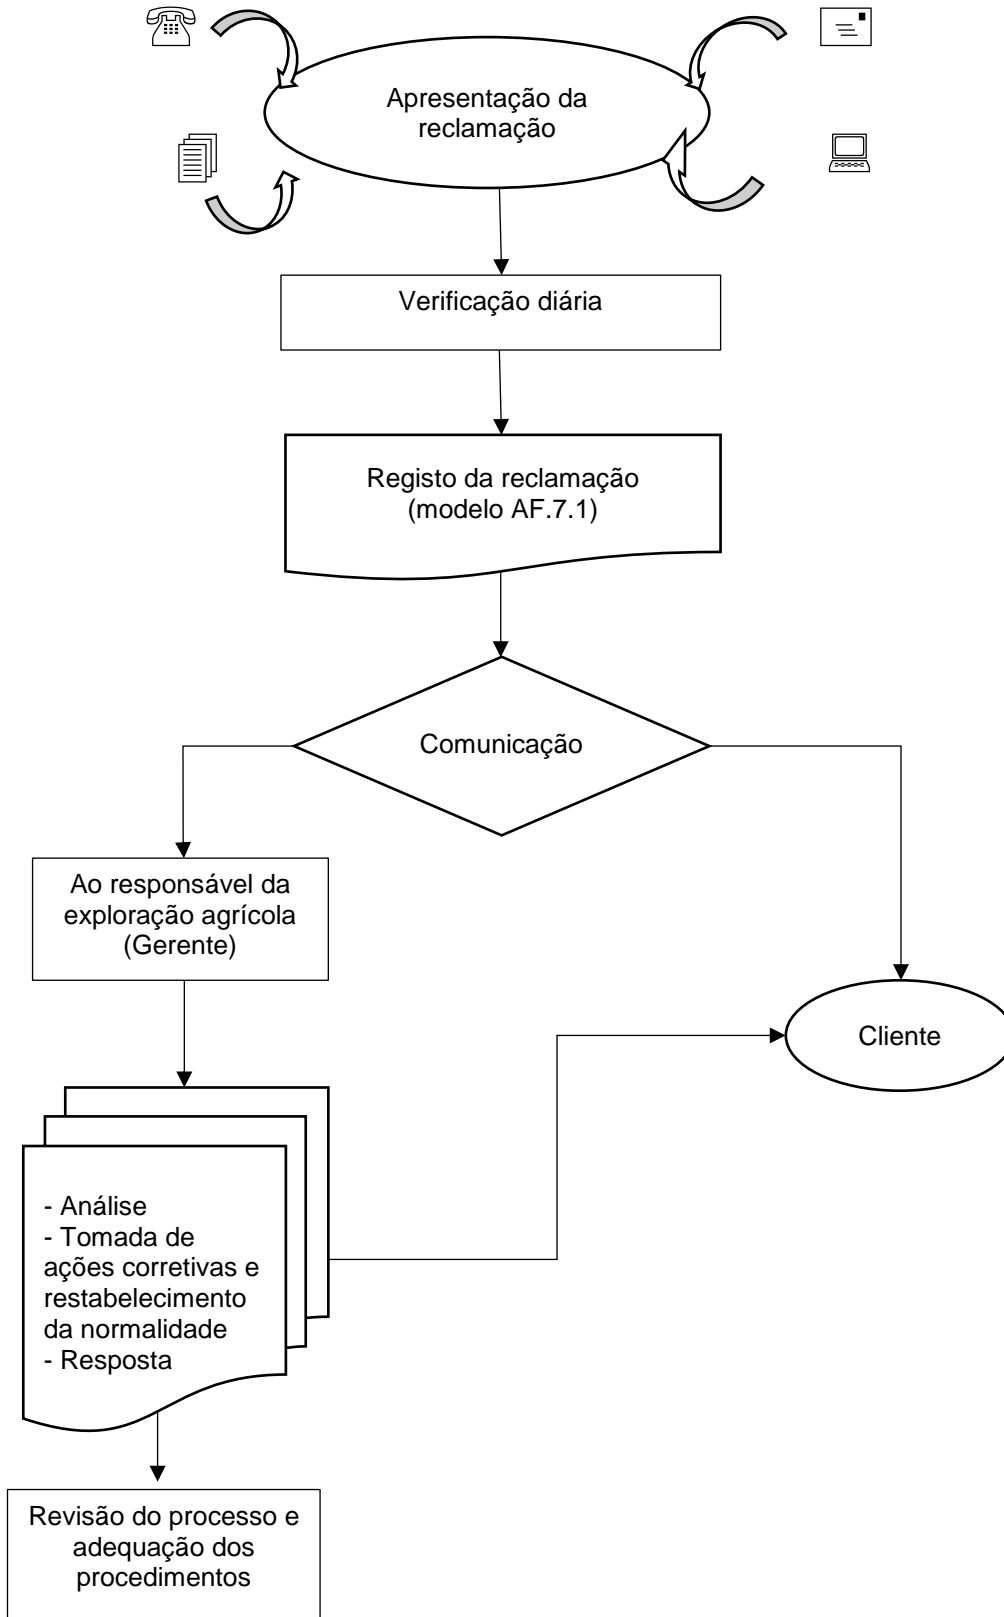 Apresentação da
reclamação
Verificação diária
Registo da reclamação
(modelo AF.7.1)
Comunicação
Ao responsável da
exploração agrícola
(Gerente)
Cliente
- Análise
- Tomada de
ações corretivas e
restabelecimento
da normalidade
- Resposta
Revisão do processo e
adequação dos
procedimentos